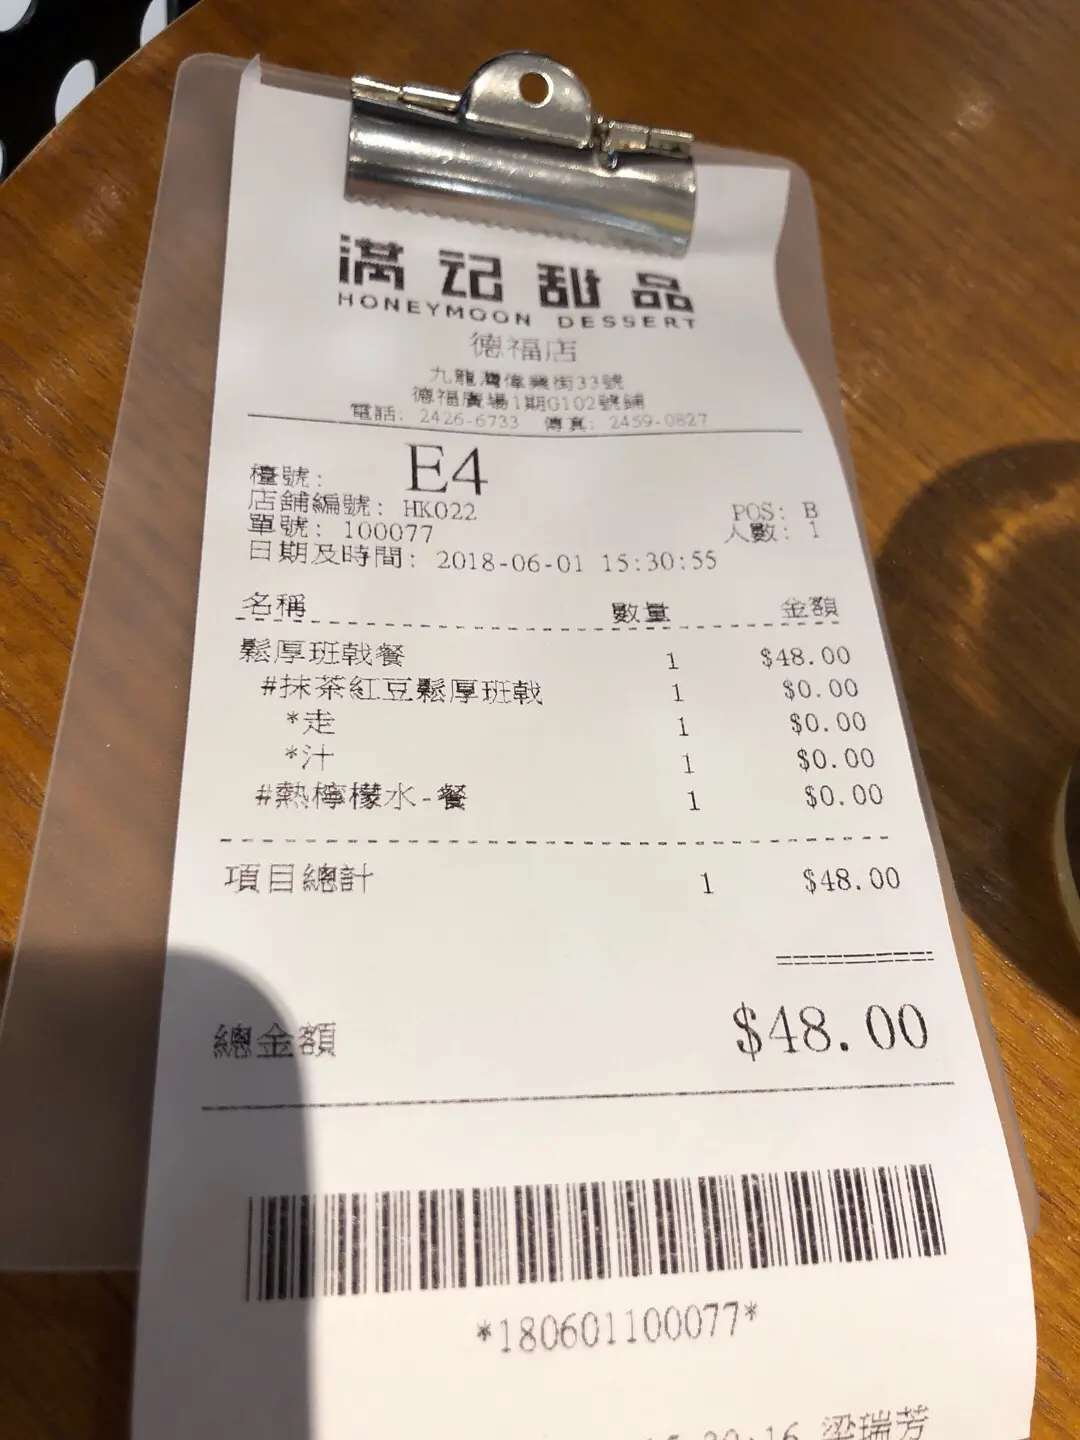 满记甜品
HONEYMOON DESSERT
德福店
九龍灣偉業街33號
德福廣場1期G102號鋪
電話: 2426-6733 傳真: 2459-0827
檯號: E4
店舖編號: HK022 POS: B
單號: 100077 人數: 1
日期及時間: 2018-06-01 15:30:55
名稱 數量 金額
鬆厚班戟餐 1 $48.00
#抹茶紅豆鬆厚班戟 1 $0.00
*走 1 $0.00
*汁 1 $0.00
#熱檸檬水-餐 1 $0.00
項目總計 1 $48.00
總金額 $48.00
*180601100077*
梁瑞芳